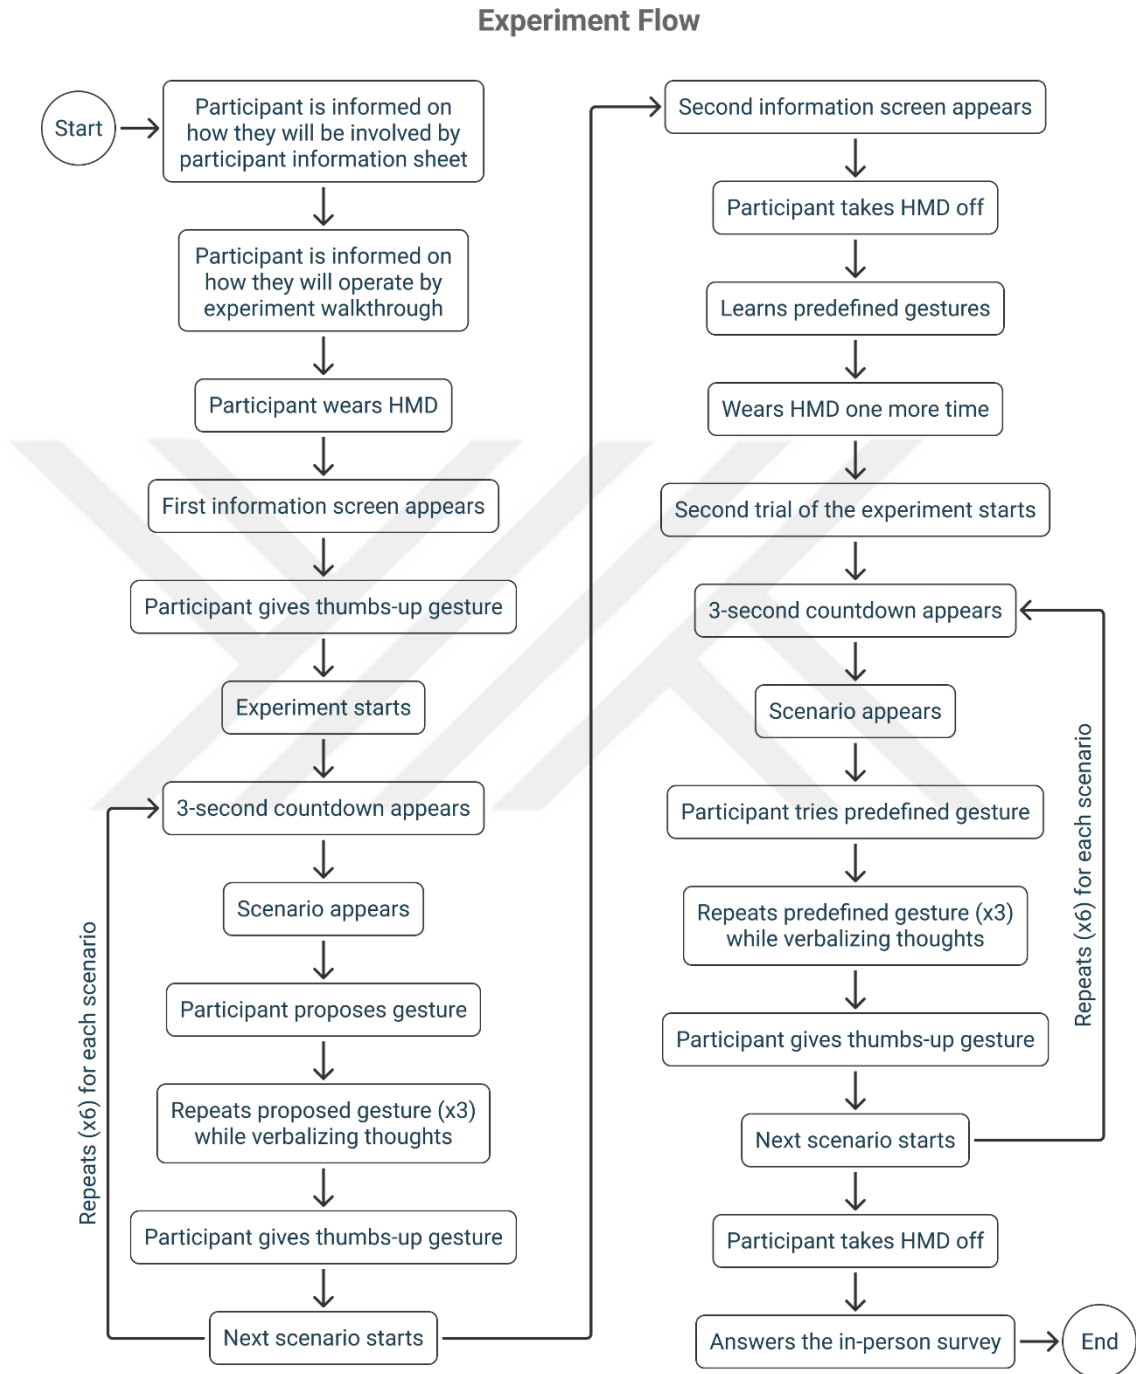 Experiment Flow
Start
Participant is informed on
how they will be involved by
participant information sheet
Participant is informed on
how they will operate by
experiment walkthrough
Participant wears HMD
First information screen appears
Participant gives thumbs-up gesture
Experiment starts
3-second countdown appears
Scenario appears
Participant proposes gesture
Repeats proposed gesture (x3)
while verbalizing thoughts
Participant gives thumbs-up gesture
Next scenario starts
Repeats (x6) for each scenario
Second information screen appears
Participant takes HMD off
Learns predefined gestures
Wears HMD one more time
Second trial of the experiment starts
3-second countdown appears
Scenario appears
Participant tries predefined gesture
Repeats predefined gesture (x3)
while verbalizing thoughts
Participant gives thumbs-up gesture
Next scenario starts
Repeats (x6) for each scenario
Participant takes HMD off
Answers the in-person survey
End